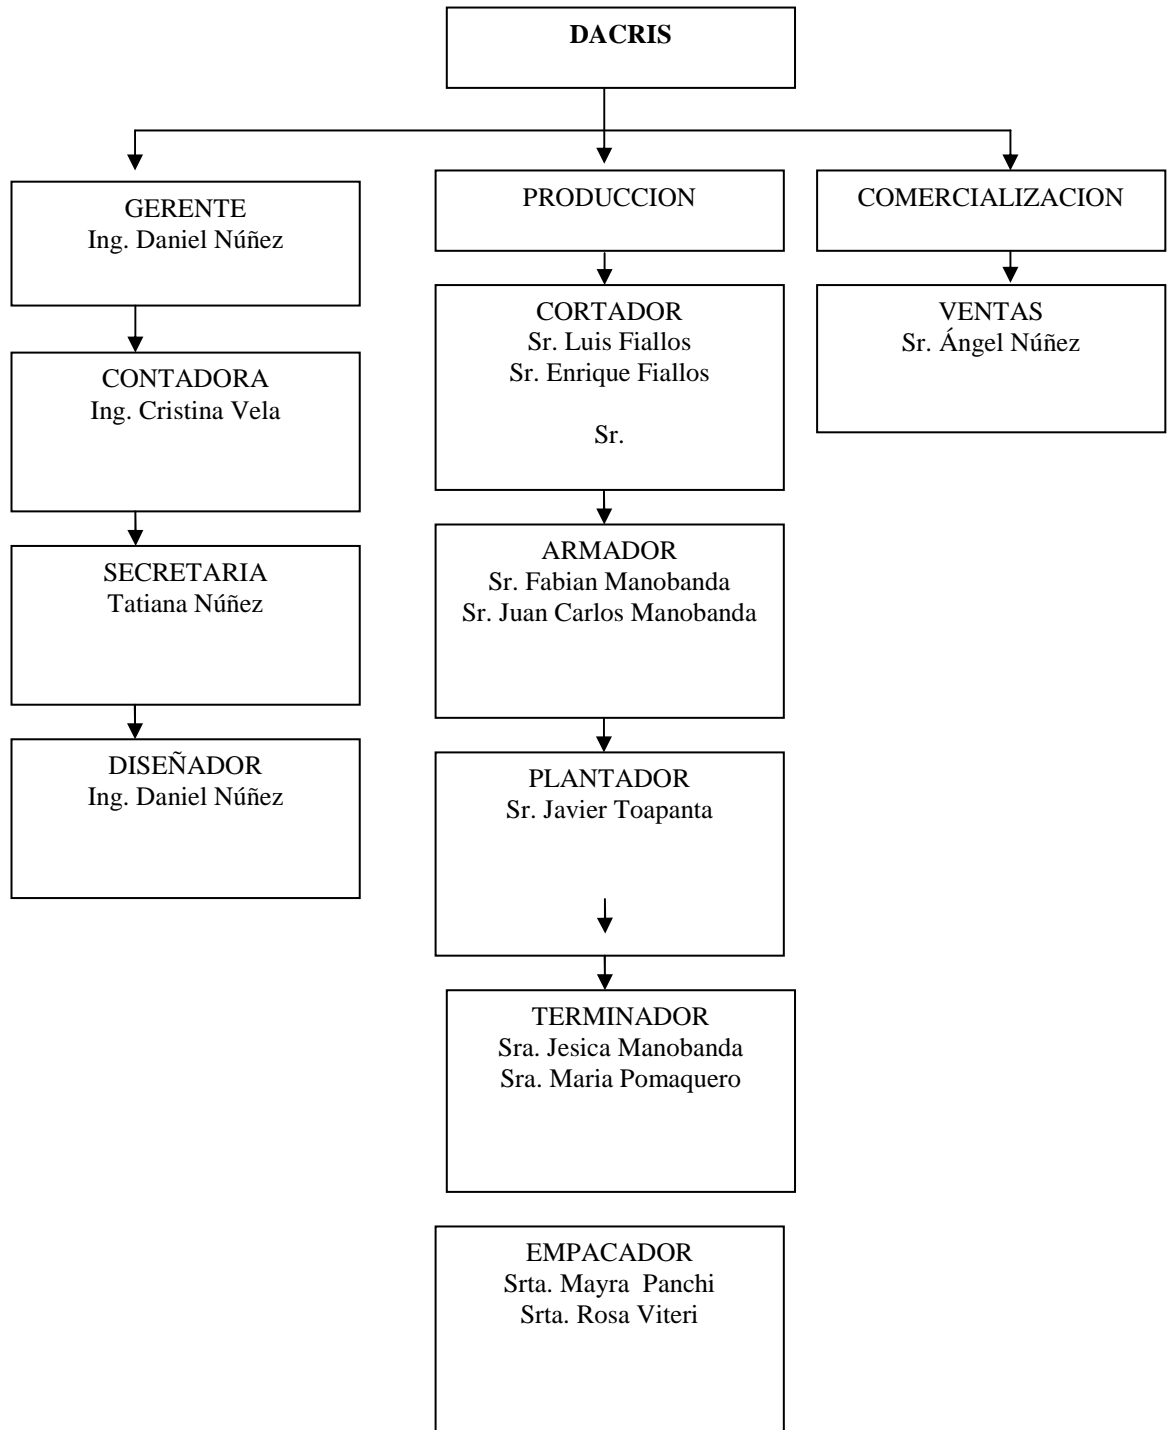 DACRIS
GERENTE
Ing. Daniel Núñez
CONTADORA
Ing. Cristina Vela
SECRETARIA
Tatiana Núñez
DISEÑADOR
Ing. Daniel Núñez
PRODUCCION
CORTADOR
Sr. Luis Fiallos
Sr. Enrique Fiallos
Sr.
ARMADOR
Sr. Fabian Manobanda
Sr. Juan Carlos Manobanda
PLANTADOR
Sr. Javier Toapanta
TERMINADOR
Sra. Jesica Manobanda
Sra. Maria Pomaquero
EMPACADOR
Srta. Mayra  Panchi
Srta. Rosa Viteri
COMERCIALIZACION
VENTAS
Sr. Ángel Núñez